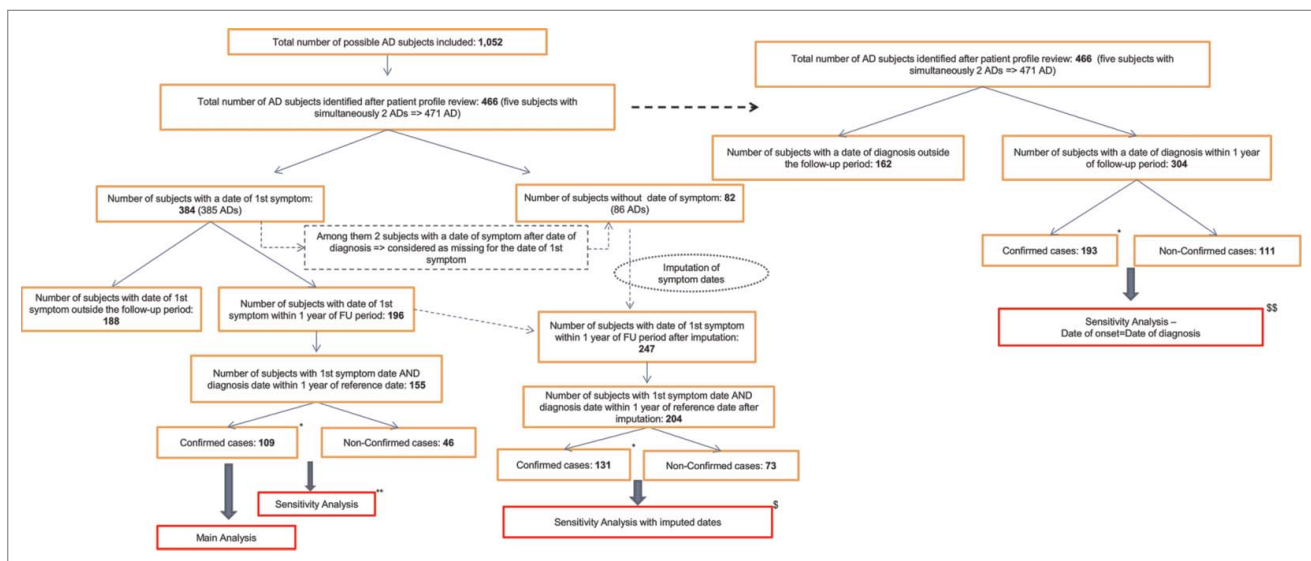 Total number of possible AD subjects included: 1,052
Total number of AD subjects identified after patient profile review: 466 (five subjects with
simultaneously 2 ADs => 471 AD)
Number of subjects with a date of 1st symptom:
384 (385 ADs)
Number of subjects without date of symptom: 82
(86 ADs)
Among them 2 subjects with a date of symptom after date of
diagnosis => considered as missing for the date of 1st
symptom
Imputation of
symptom dates
Number of subjects with date of 1st
symptom outside the follow-up period:
188
Number of subjects with date of 1st
symptom within 1 year of FU period: 196
Number of subjects with date of 1st symptom
within 1 year of FU period after imputation:
247
Number of subjects with 1st symptom date AND
diagnosis date within 1 year of reference date: 155
Number of subjects with 1st symptom date AND
diagnosis date within 1 year of reference date after
imputation:
204
Confirmed cases: 109
*
Non-Confirmed cases: 46
Confirmed cases: 131
*
Non-Confirmed cases: 73
Sensitivity Analysis
**
Main Analysis
Sensitivity Analysis with imputed dates
$
Total number of AD subjects identified after patient profile review: 466 (five subjects with
simultaneously 2 ADs => 471 AD)
Number of subjects with a date of diagnosis outside
the follow-up period: 162
Number of subjects with a date of diagnosis within 1 year
of follow-up period: 304
Confirmed cases: 193
*
Non-Confirmed cases: 111
Sensitivity Analysis –
Date of onset=Date of diagnosis
$$